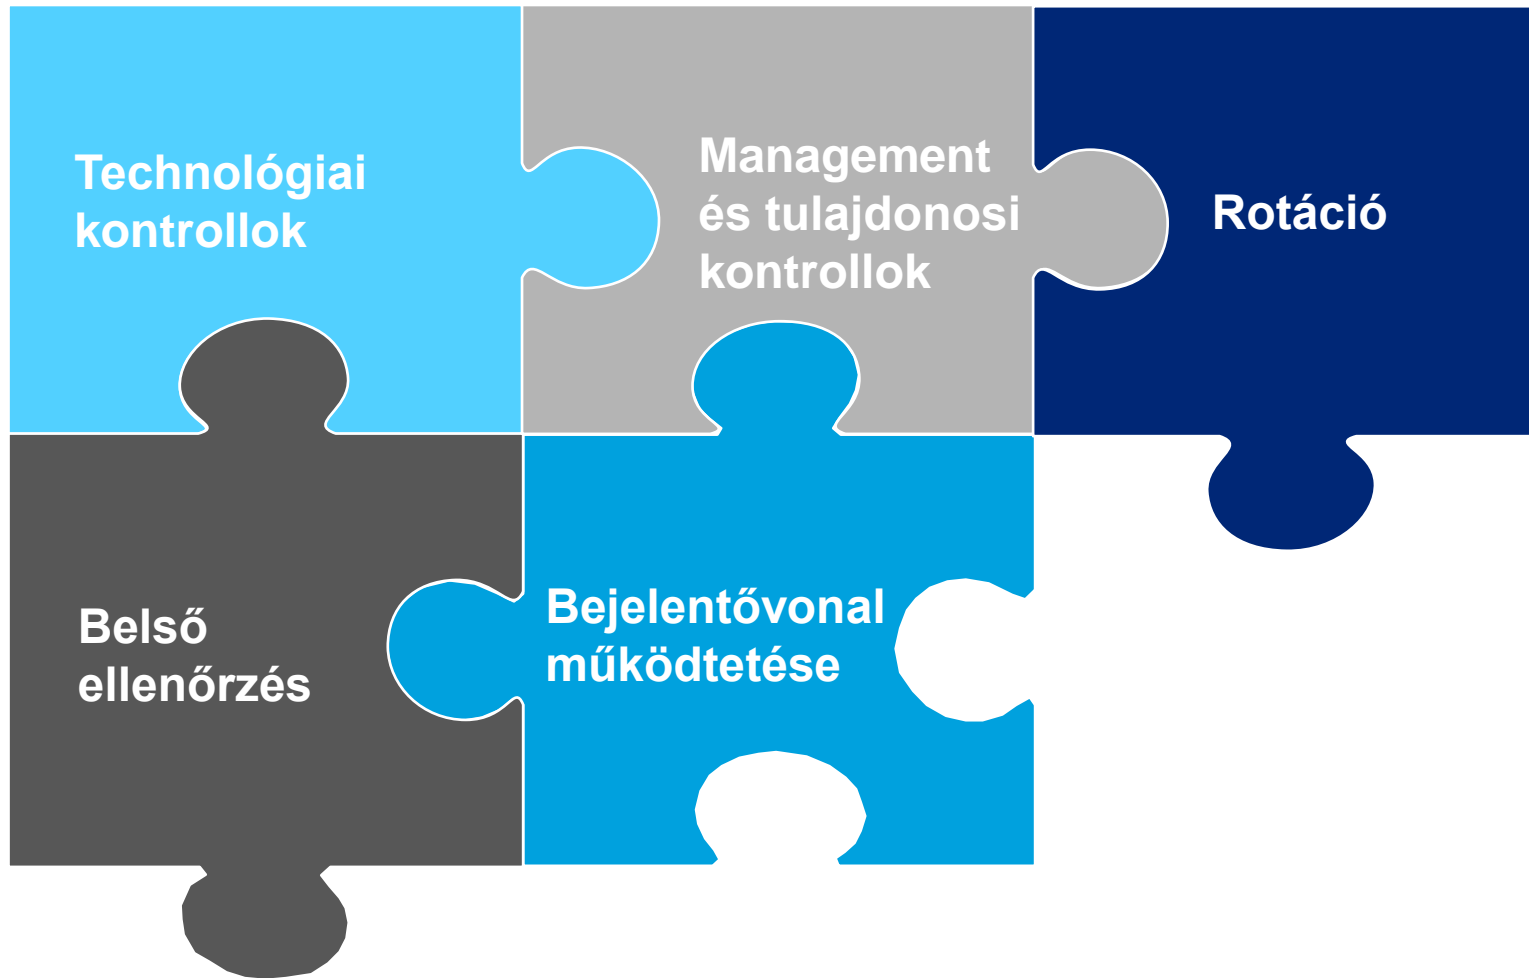 Technológiai
kontrollok
Management
és tulajdonosi
kontrollok
Rotáció
Belső
ellenőrzés
Bejelentővonal
működtetése